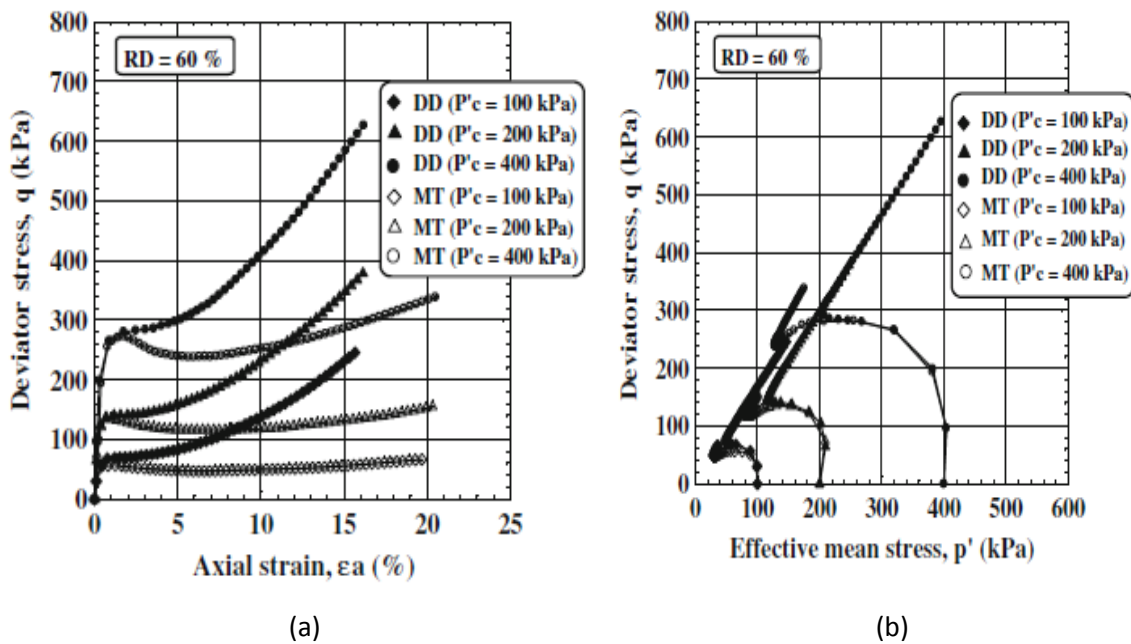 800
700
600
500
400
300
200
100
0
Deviator stress, q (kPa)
RD = 60 %
DD (P'c = 100 kPa)
DD (P'c = 200 kPa)
DD (P'c = 400 kPa)
MT (P'c = 100 kPa)
MT (P'c = 200 kPa)
MT (P'c = 400 kPa)
0 5 10 15 20 25
Axial strain, εa (%)
(a)
800
700
600
500
400
300
200
100
0
Deviator stress, q (kPa)
RD = 60 %
DD (P'c = 100 kPa)
DD (P'c = 200 kPa)
DD (P'c = 400 kPa)
MT (P'c = 100 kPa)
MT (P'c = 200 kPa)
MT (P'c = 400 kPa)
0 100 200 300 400 500 600
Effective mean stress, p' (kPa)
(b)